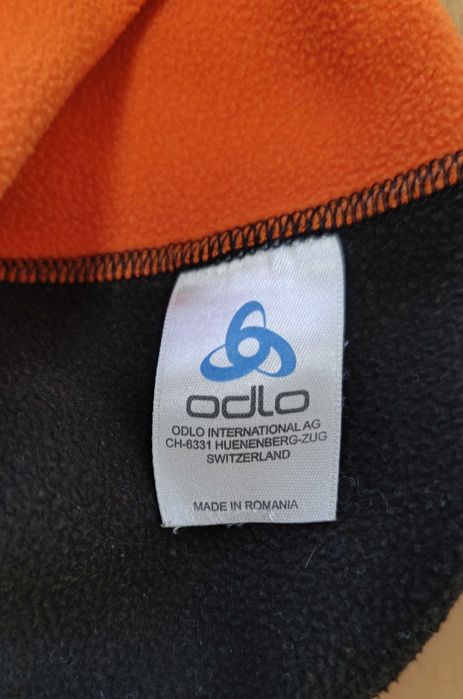 odlo
ODLO INTERNATIONAL AG
CH-6331 HUENENBERG-ZUG
SWITZERLAND
MADE IN ROMANIA